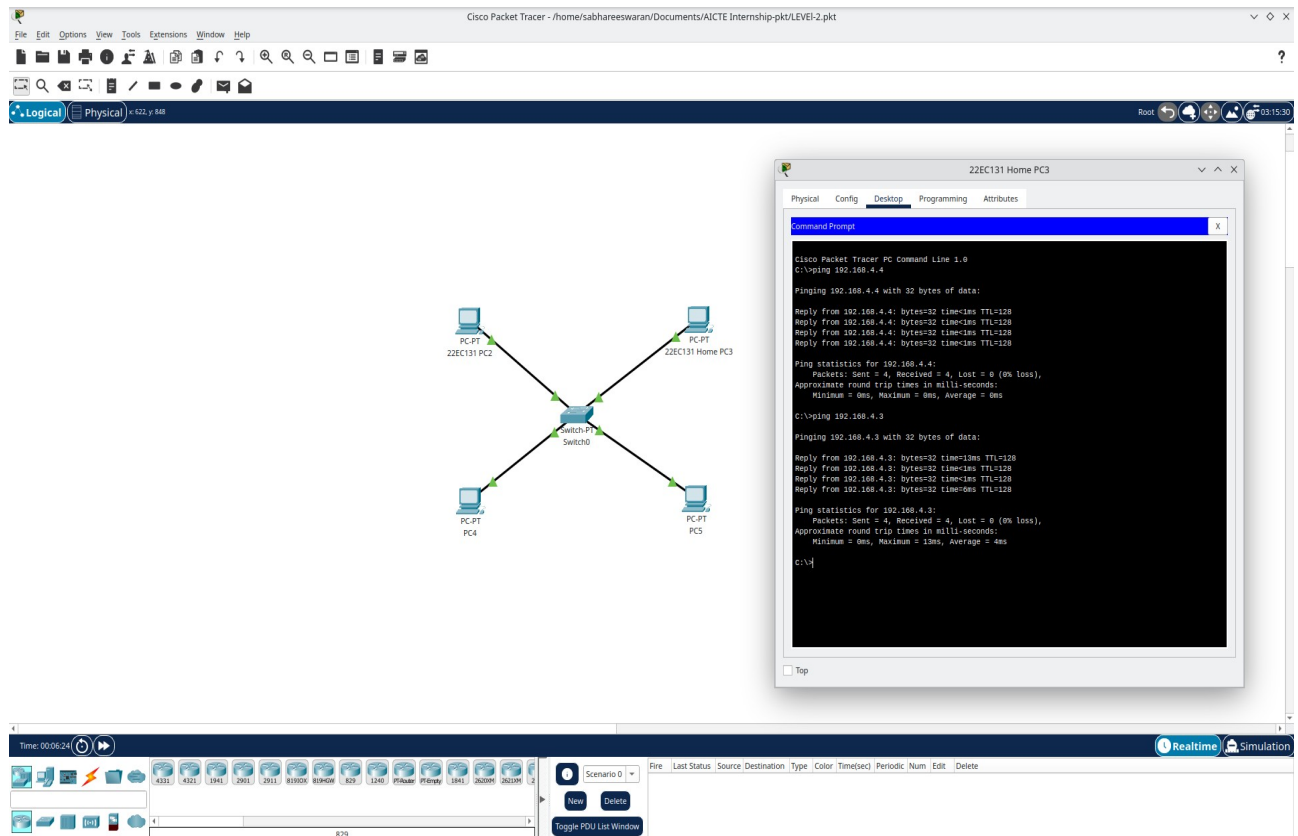 Cisco Packet Tracer - /home/sabhareeswaran/Documents/AICTE Internship-pkt/LEVEl-2.pkt
File Edit Options View Tools Extensions Window Help
?
Logical Physical x: 622, y: 848 Root 03:15:30
22EC131 Home PC3
Physical Config Desktop Programming Attributes
Command Prompt X
Cisco Packet Tracer PC Command Line 1.0
C:\>ping 192.168.4.4
Pinging 192.168.4.4 with 32 bytes of data:
Reply from 192.168.4.4: bytes=32 time<1ms TTL=128
Reply from 192.168.4.4: bytes=32 time<1ms TTL=128
Reply from 192.168.4.4: bytes=32 time<1ms TTL=128
Reply from 192.168.4.4: bytes=32 time<1ms TTL=128
Ping statistics for 192.168.4.4:
Packets: Sent = 4, Received = 4, Lost = 0 (0% loss),
Approximate round trip times in milli-seconds:
Minimum = 0ms, Maximum = 0ms, Average = 0ms
C:\>ping 192.168.4.3
Pinging 192.168.4.3 with 32 bytes of data:
Reply from 192.168.4.3: bytes=32 time=13ms TTL=128
Reply from 192.168.4.3: bytes=32 time<1ms TTL=128
Reply from 192.168.4.3: bytes=32 time<1ms TTL=128
Reply from 192.168.4.3: bytes=32 time=6ms TTL=128
Ping statistics for 192.168.4.3:
Packets: Sent = 4, Received = 4, Lost = 0 (0% loss),
Approximate round trip times in milli-seconds:
Minimum = 0ms, Maximum = 13ms, Average = 4ms
C:\>
Top
PC-PT
22EC131 PC2
PC-PT
22EC131 Home PC3
Switch-PT
Switch0
PC-PT
PC4
PC-PT
PC5
Time: 00:06:24 Realtime Simulation
4331 4321 1941 2901 2911 819IOX 819HGW 829 1240 PT-Router PT-Empty 1841 2620XM 2621XM 2
829
Scenario 0
New Delete
Toggle PDU List Window
Fire Last Status Source Destination Type Color Time(sec) Periodic Num Edit Delete